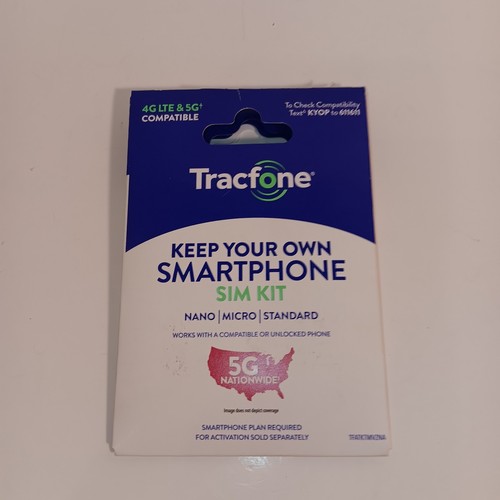 4G LTE & 5G†
COMPATIBLE
To Check Compatibility
Text^ KYOP to 611611
Tracfone®
KEEP YOUR OWN
SMARTPHONE
SIM KIT
NANO | MICRO | STANDARD
WORKS WITH A COMPATIBLE OR UNLOCKED PHONE
5G
NATIONWIDE!
Image does not depict coverage
SMARTPHONE PLAN REQUIRED
FOR ACTIVATION SOLD SEPARATELY